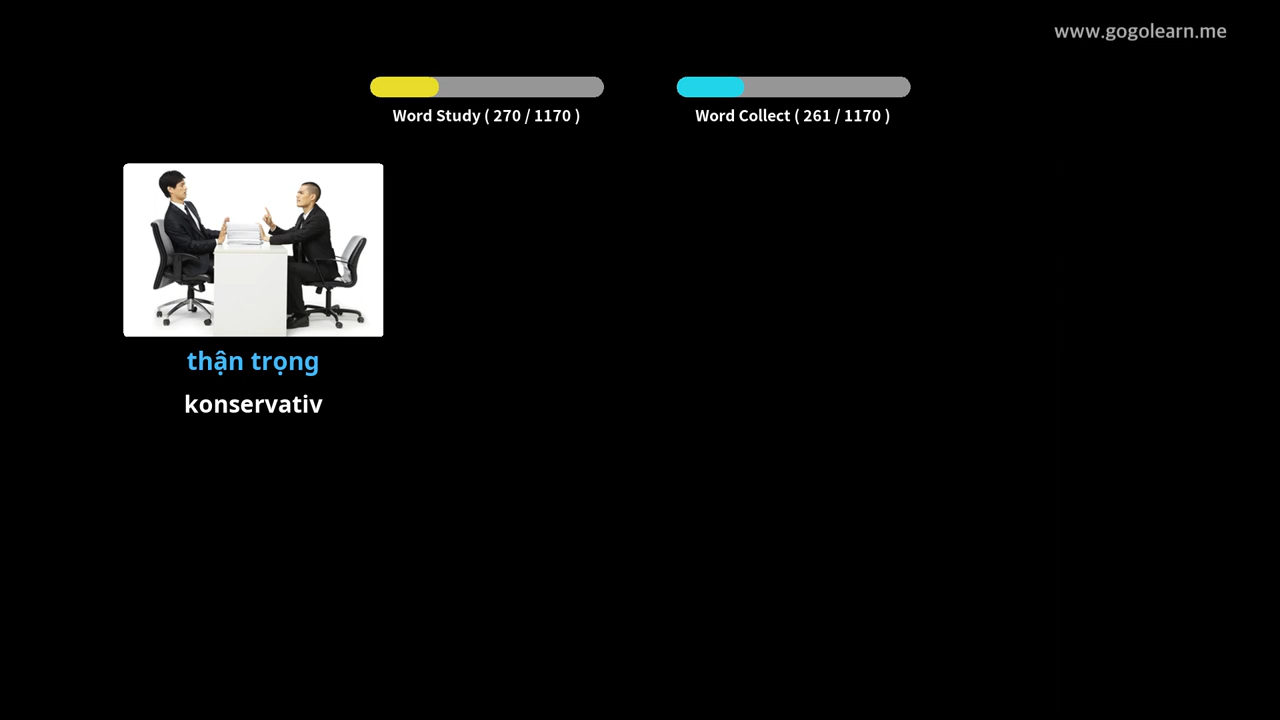 www.gogolearn.me
Word Study ( 270 / 1170 )
Word Collect ( 261 / 1170 )
thận trọng
konservativ